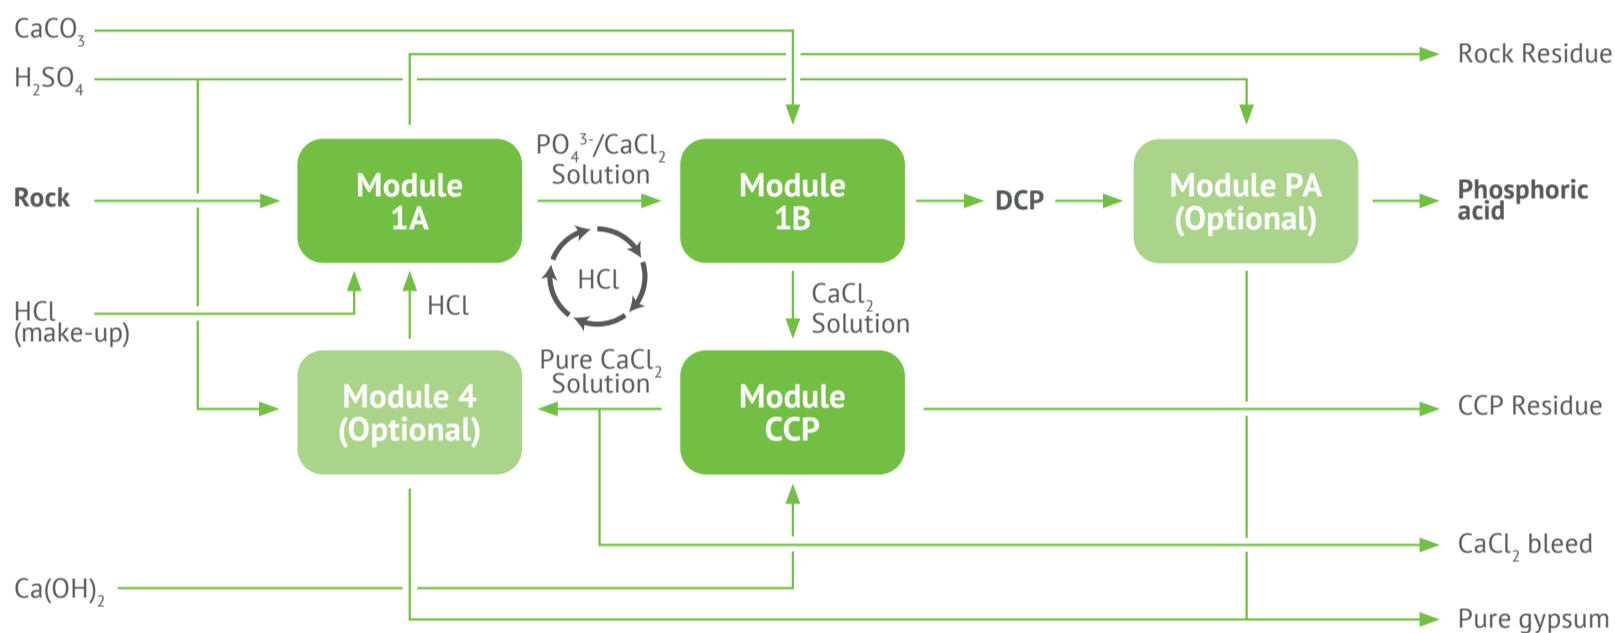 CaCO₃
H₂SO₄
Rock
HCl
(make-up)
Ca(OH)₂
Module
1A
PO₄³⁻/CaCl₂
Solution
Module
1B
DCP
Module PA
(Optional)
Phosphoric
acid
Rock Residue
HCl
HCl
CaCl₂
Solution
Module 4
(Optional)
Pure CaCl₂
Solution
Module
CCP
CCP Residue
CaCl₂ bleed
Pure gypsum